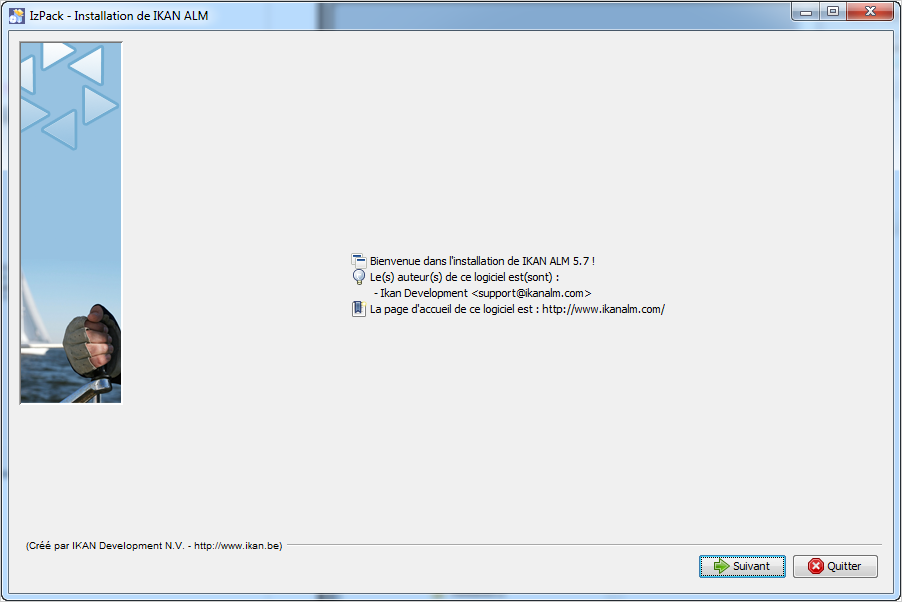 IzPack - Installation de IKAN ALM
Bienvenue dans l'installation de IKAN ALM 5.7 !
Le(s) auteur(s) de ce logiciel est(sont) :
- Ikan Development <support@ikanalm.com>
La page d'accueil de ce logiciel est : http://www.ikanalm.com/
(Créé par IKAN Development N.V. - http://www.ikan.be)
Suivant
Quitter